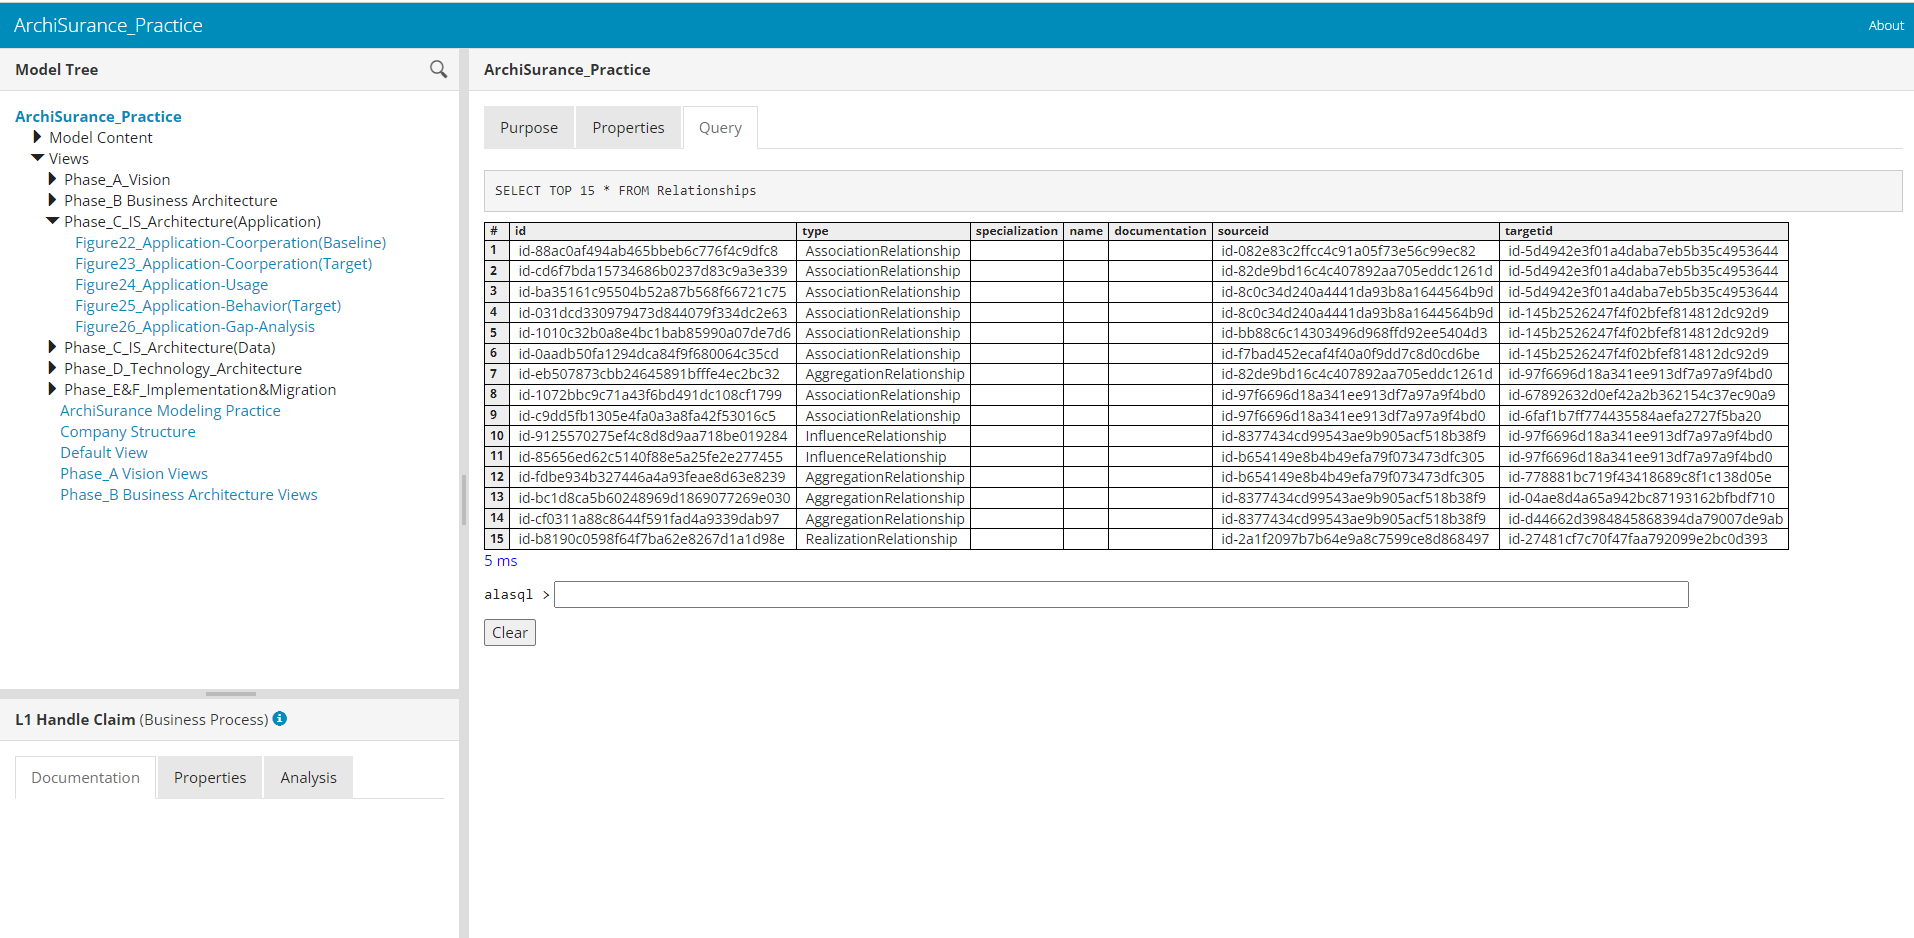 ArchiSurance_Practice
About
Model Tree
ArchiSurance_Practice
Model Content
Views
Phase_A_Vision
Phase_B Business Architecture
Phase_C_IS_Architecture(Application)
Figure22_Application-Coorperation(Baseline)
Figure23_Application-Coorperation(Target)
Figure24_Application-Usage
Figure25_Application-Behavior(Target)
Figure26_Application-Gap-Analysis
Phase_C_IS_Architecture(Data)
Phase_D_Technology_Architecture
Phase_E&F_Implementation&Migration
ArchiSurance Modeling Practice
Company Structure
Default View
Phase_A Vision Views
Phase_B Business Architecture Views
L1 Handle Claim (Business Process)
Documentation Properties Analysis
ArchiSurance_Practice
Purpose Properties Query
SELECT TOP 15 * FROM Relationships
# id type specialization name documentation sourceid targetid
1 id-88ac0af494ab465bbeb6c776f4c9dfc8 AssociationRelationship id-082e83c2ffcc4c91a05f73e56c99ec82 id-5d4942e3f01a4daba7eb5b35c4953644
2 id-cd6f7bda15734686b0237d83c9a3e339 AssociationRelationship id-82de9bd16c4c407892aa705eddc1261d id-5d4942e3f01a4daba7eb5b35c4953644
3 id-ba35161c95504b52a87b568f66721c75 AssociationRelationship id-8c0c34d240a4441da93b8a1644564b9d id-5d4942e3f01a4daba7eb5b35c4953644
4 id-031dcd330979473d844079f334dc2e63 AssociationRelationship id-8c0c34d240a4441da93b8a1644564b9d id-145b2526247f4f02bfef814812dc92d9
5 id-1010c32b0a8e4bc1bab85990a07de7d6 AssociationRelationship id-bb88c6c14303496d968ffd92ee5404d3 id-145b2526247f4f02bfef814812dc92d9
6 id-0aadb50fa1294dca84f9f680064c35cd AssociationRelationship id-f7bad452ecaf4f40a0f9dd7c8d0cd6be id-145b2526247f4f02bfef814812dc92d9
7 id-eb507873cbb24645891bfffe4ec2bc32 AggregationRelationship id-82de9bd16c4c407892aa705eddc1261d id-97f6696d18a341ee913df7a97a9f4bd0
8 id-1072bbc9c71a43f6bd491dc108cf1799 AssociationRelationship id-97f6696d18a341ee913df7a97a9f4bd0 id-67892632d0ef42a2b362154c37ec90a9
9 id-c9dd5fb1305e4fa0a3a8fa42f53016c5 AssociationRelationship id-97f6696d18a341ee913df7a97a9f4bd0 id-6faf1b7ff774435584aefa2727f5ba20
10 id-9125570275ef4c8d8d9aa718be019284 InfluenceRelationship id-8377434cd99543ae9b905acf518b38f9 id-97f6696d18a341ee913df7a97a9f4bd0
11 id-85656ed62c5140f88e5a25fe2e277455 InfluenceRelationship id-b654149e8b4b49efa79f073473dfc305 id-97f6696d18a341ee913df7a97a9f4bd0
12 id-fdbe934b327446a4a93feae8d63e8239 AggregationRelationship id-b654149e8b4b49efa79f073473dfc305 id-778881bc719f43418689c8f1c138d05e
13 id-bc1d8ca5b60248969d1869077269e030 AggregationRelationship id-8377434cd99543ae9b905acf518b38f9 id-04ae8d4a65a942bc87193162bfbdf710
14 id-cf0311a88c8644f591fad4a9339dab97 AggregationRelationship id-8377434cd99543ae9b905acf518b38f9 id-d44662d3984845868394da79007de9ab
15 id-b8190c0598f64f7ba62e8267d1a1d98e RealizationRelationship id-2a1f2097b7b64e9a8c7599ce8d868497 id-27481cf7c70f47faa792099e2bc0d393
5 ms
alasql >
Clear